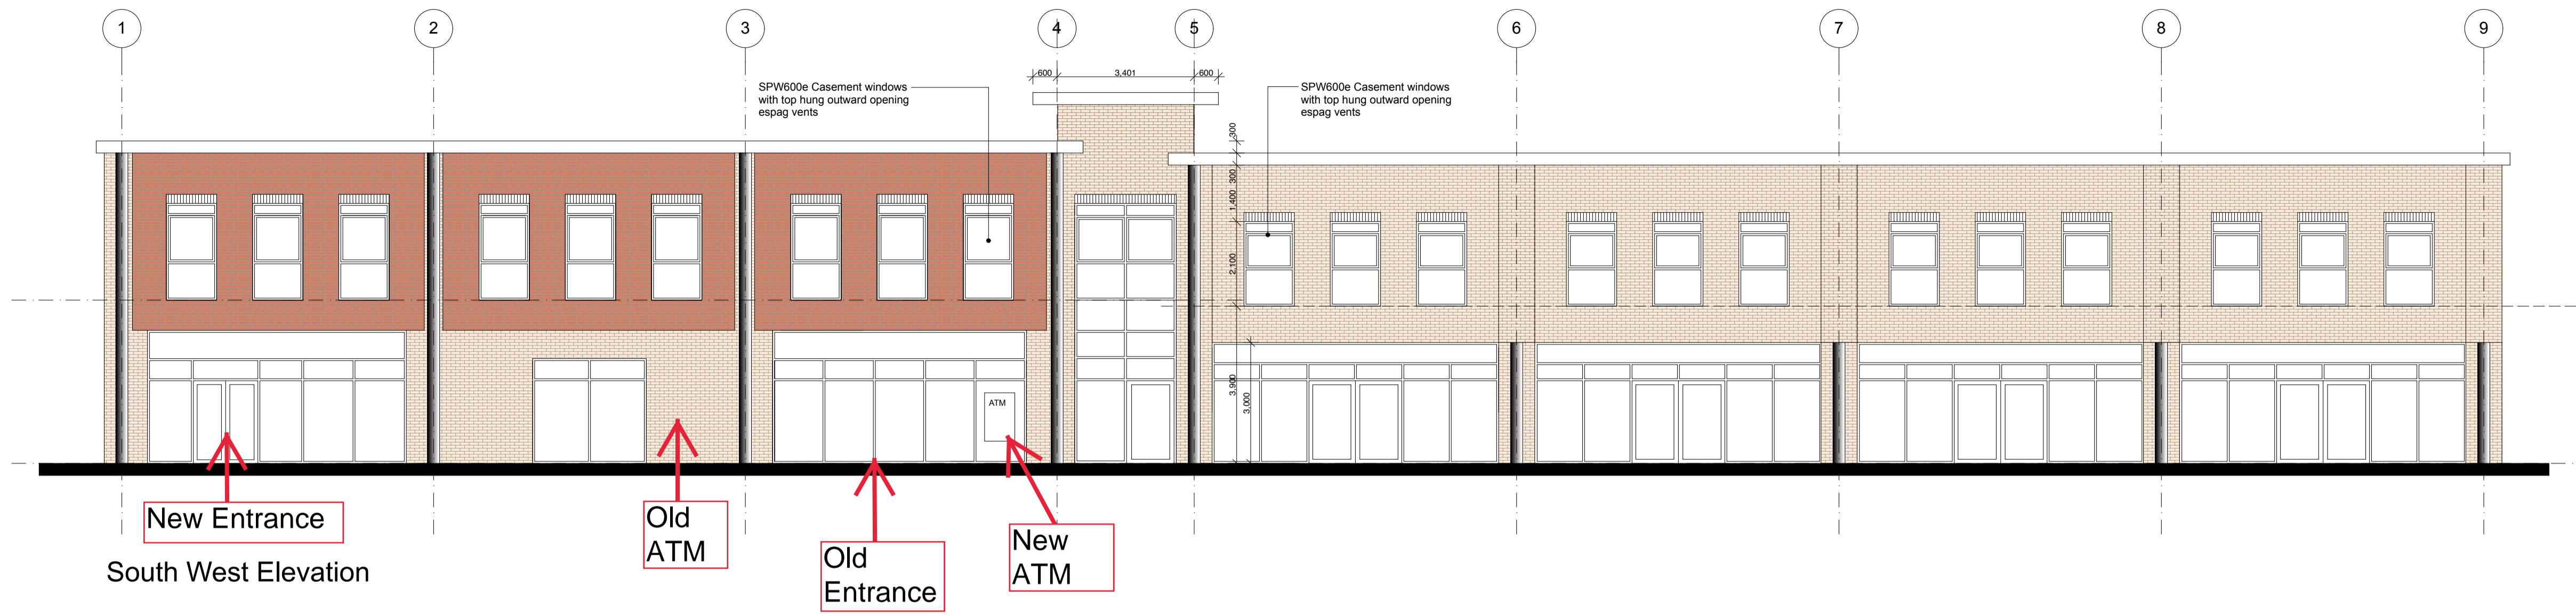 1
2
3
4
5
6
7
8
9
600
3,401
600
SPW600e Casement windows
with top hung outward opening
espag vents
SPW600e Casement windows
with top hung outward opening
espag vents
300
300
1,400
2,100
3,900
3,000
ATM
New Entrance
Old
ATM
Old
Entrance
New
ATM
South West Elevation